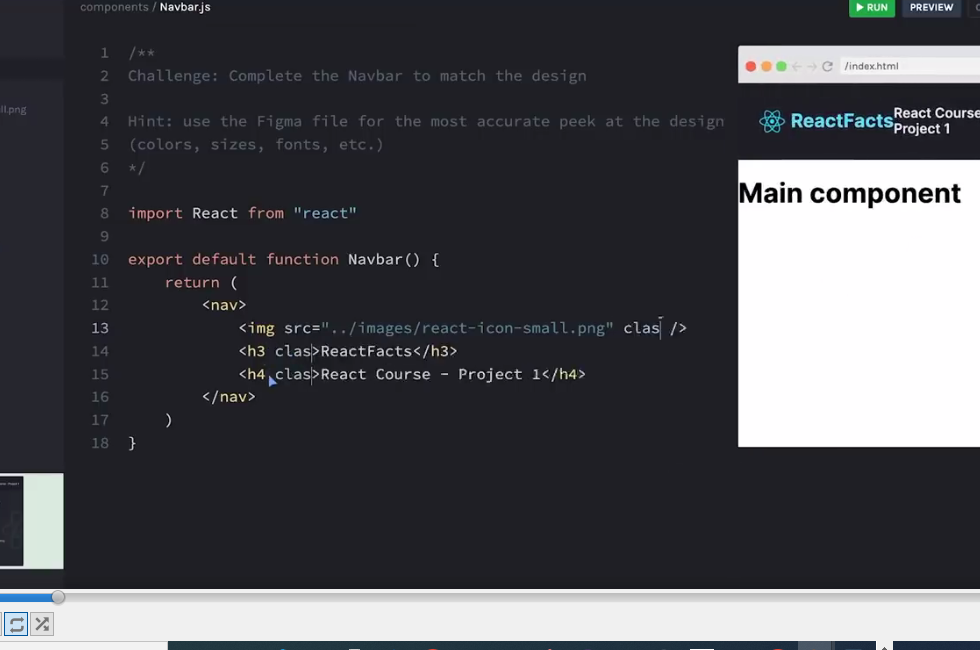 components / Navbar.js
RUN
PREVIEW
ll.png
1 /**
2 Challenge: Complete the Navbar to match the design
3
4 Hint: use the Figma file for the most accurate peek at the design
5 (colors, sizes, fonts, etc.)
6 */
7
8 import React from "react"
9
10 export default function Navbar() {
11 return (
12 <nav>
13 <img src="../images/react-icon-small.png" clas />
14 <h3 clas>ReactFacts</h3>
15 <h4 clas>React Course - Project 1</h4>
16 </nav>
17 )
18 }
/index.html
ReactFacts
React Course
Project 1
Main component